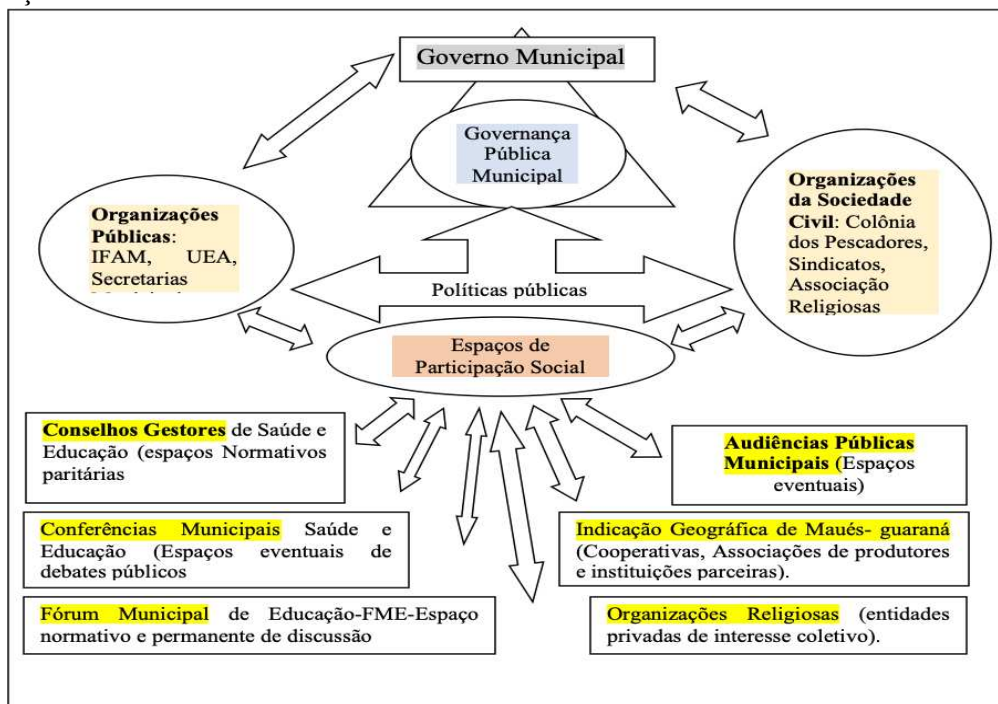 Governo Municipal
Governança
Pública
Municipal
Organizações
Públicas:
IFAM, UEA,
Secretarias
Organizações
da Sociedade
Civil: Colônia
dos Pescadores,
Sindicatos,
Associação
Religiosas
Políticas públicas
Espaços de
Participação Social
Conselhos Gestores de Saúde e
Educação (espaços Normativos
paritárias
Audiências Públicas
Municipais (Espaços
eventuais)
Conferências Municipais Saúde e
Educação (Espaços eventuais de
debates públicos
Indicação Geográfica de Maués- guaraná
(Cooperativas, Associações de produtores
e instituições parceiras).
Fórum Municipal de Educação-FME-Espaço
normativo e permanente de discussão
Organizações Religiosas (entidades
privadas de interesse coletivo).